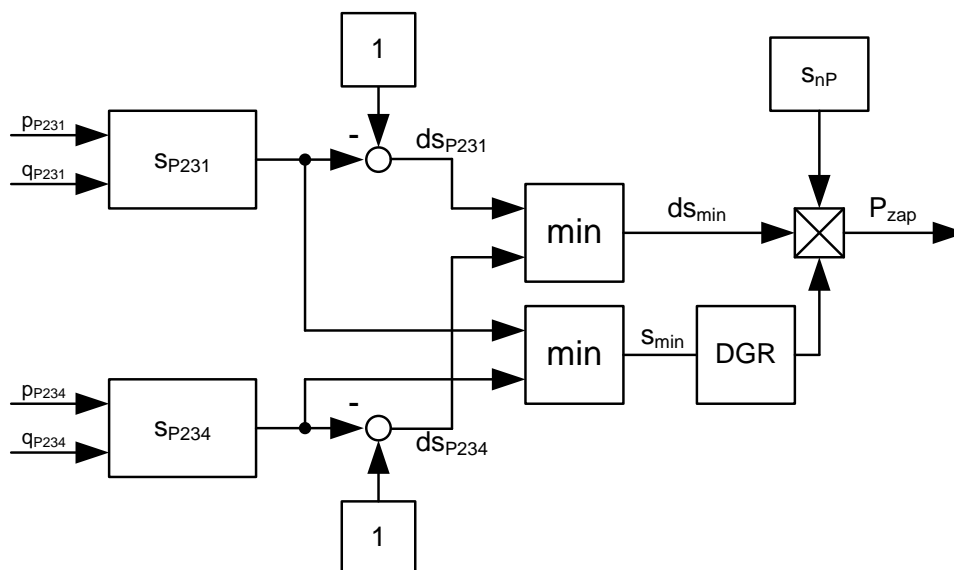 1
s_nP
p_P231
q_P231
s_P231
-
ds_P231
min
ds_min
P_zap
min
s_min
DGR
p_P234
q_P234
s_P234
-
ds_P234
1